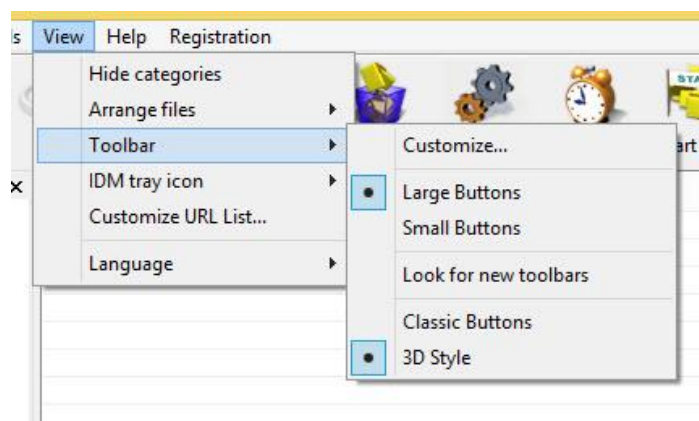 View Help Registration
Hide categories
Arrange files
Toolbar
IDM tray icon
Customize URL List...
Language
Customize...
Large Buttons
Small Buttons
Look for new toolbars
Classic Buttons
3D Style